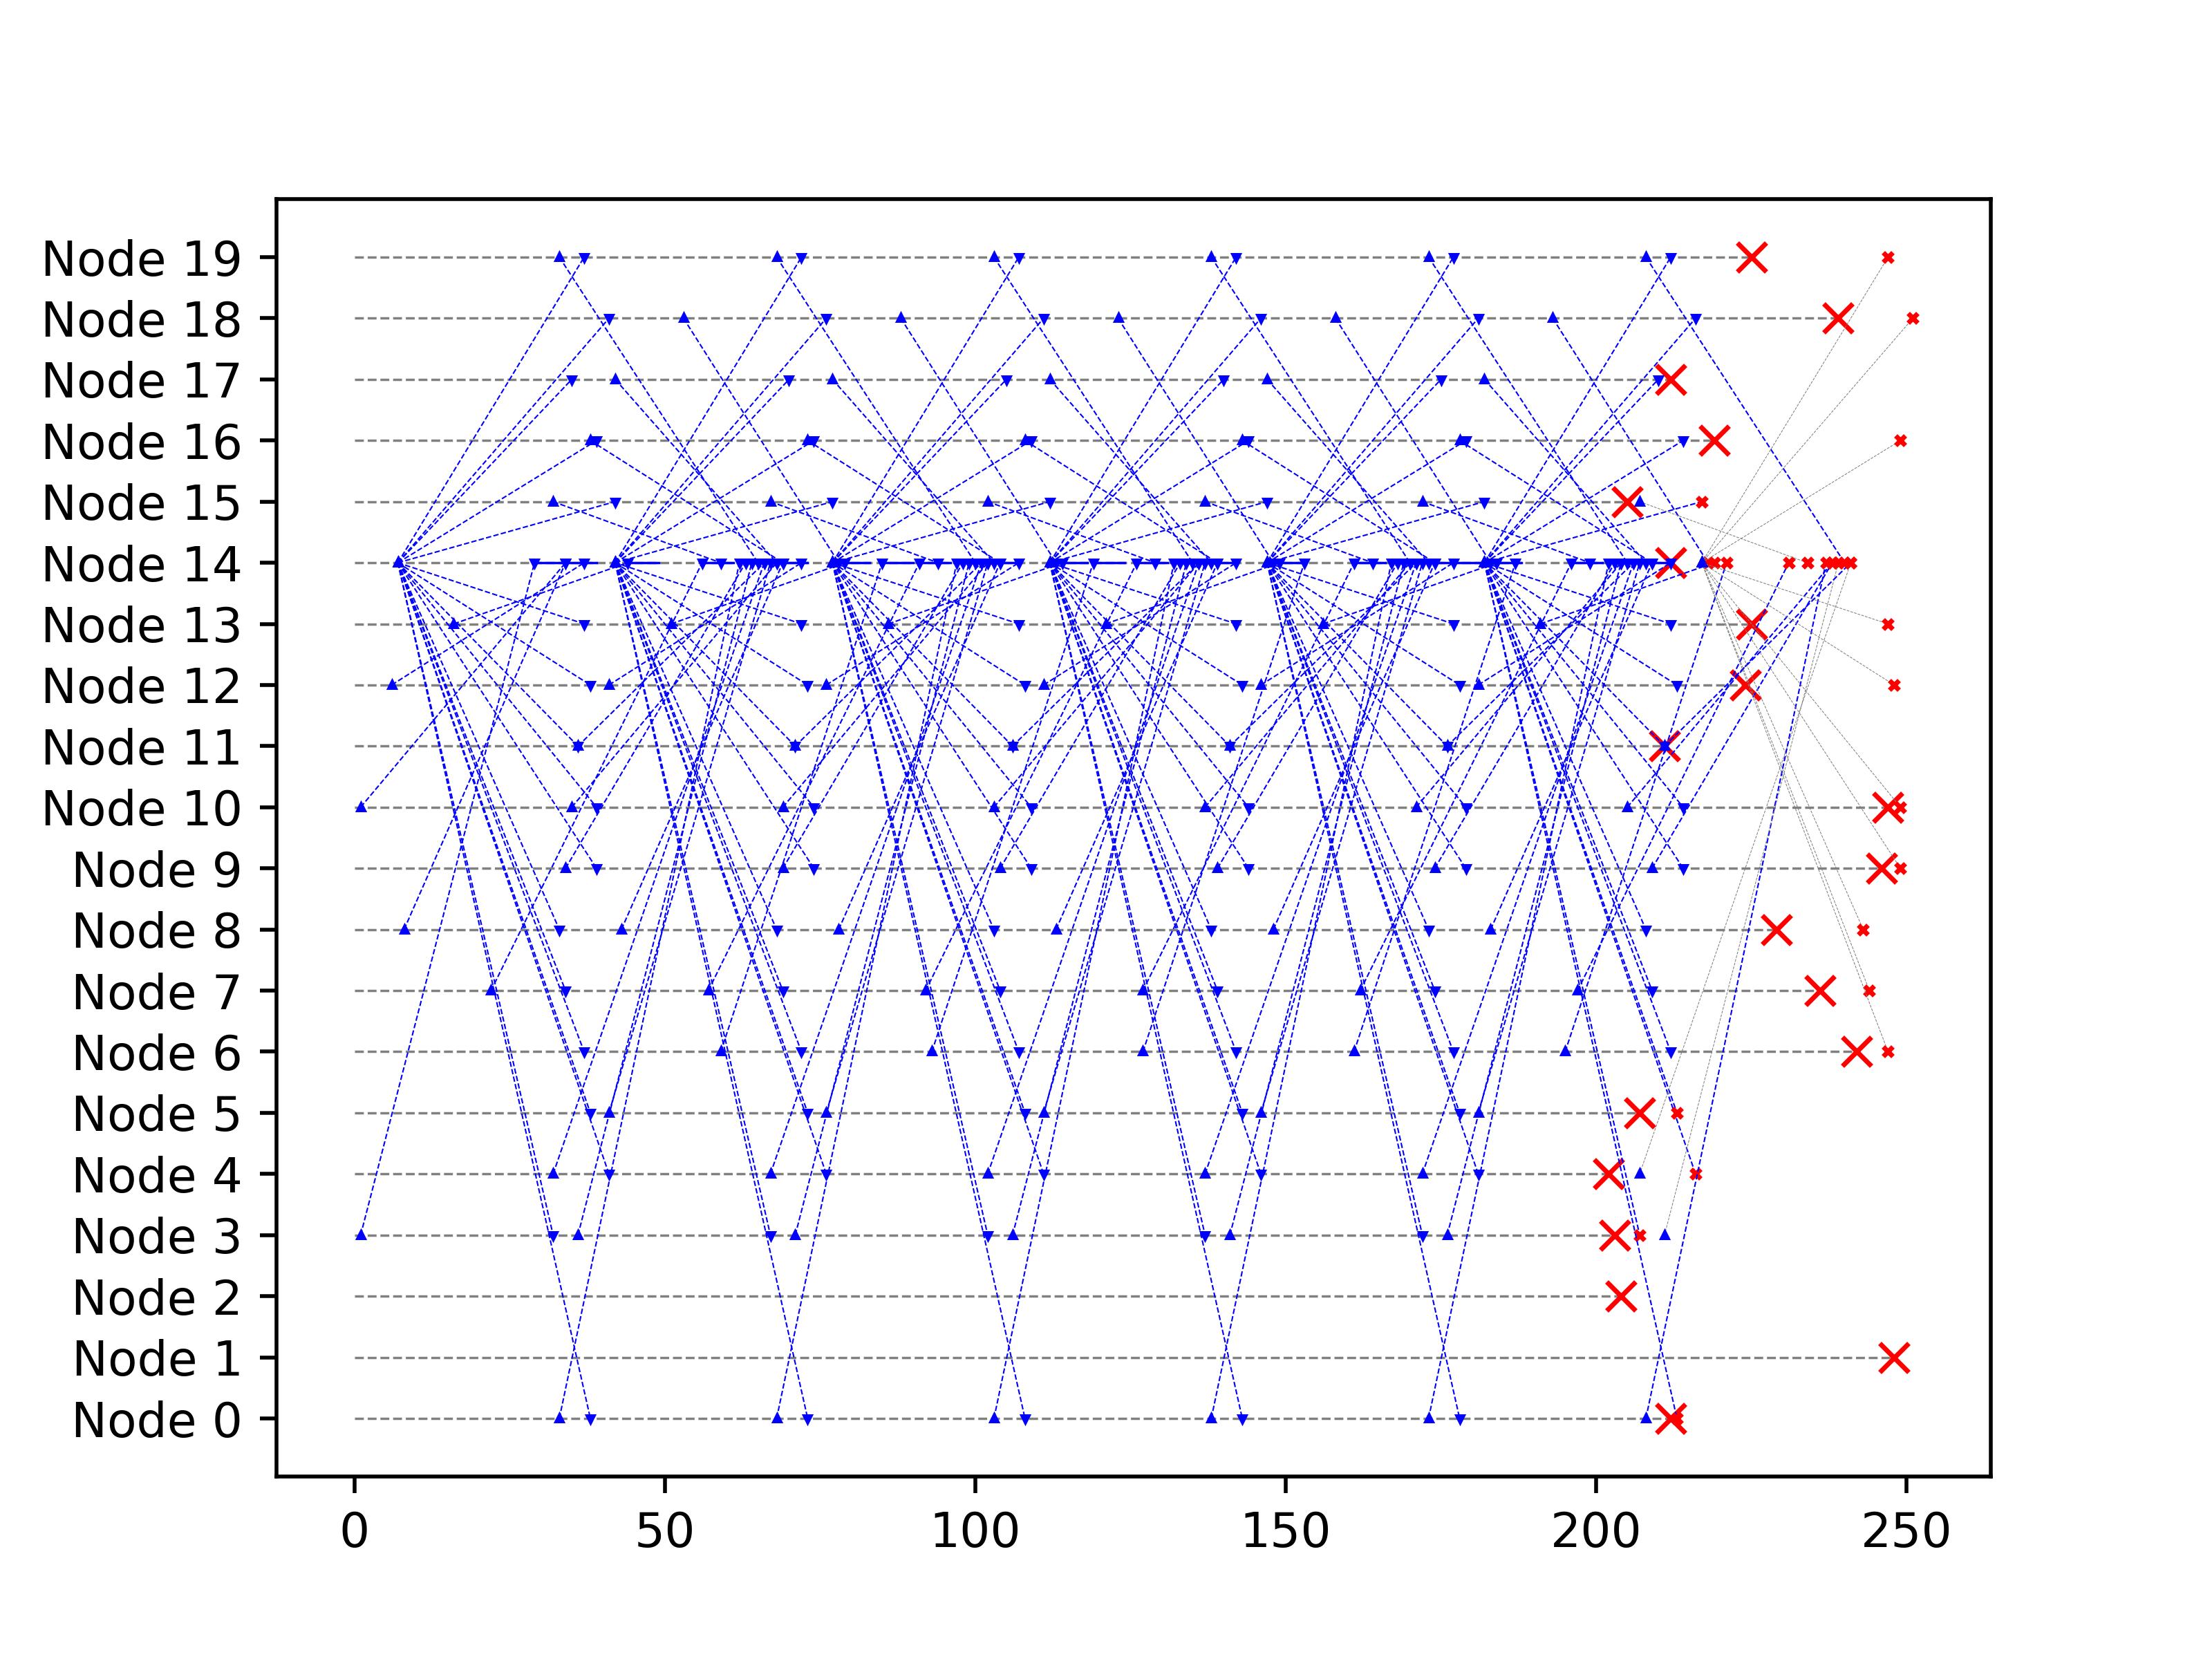 Node 19
Node 18
Node 17
Node 16
Node 15
Node 14
Node 13
Node 12
Node 11
Node 10
Node 9
Node 8
Node 7
Node 6
Node 5
Node 4
Node 3
Node 2
Node 1
Node 0
0 50 100 150 200 250